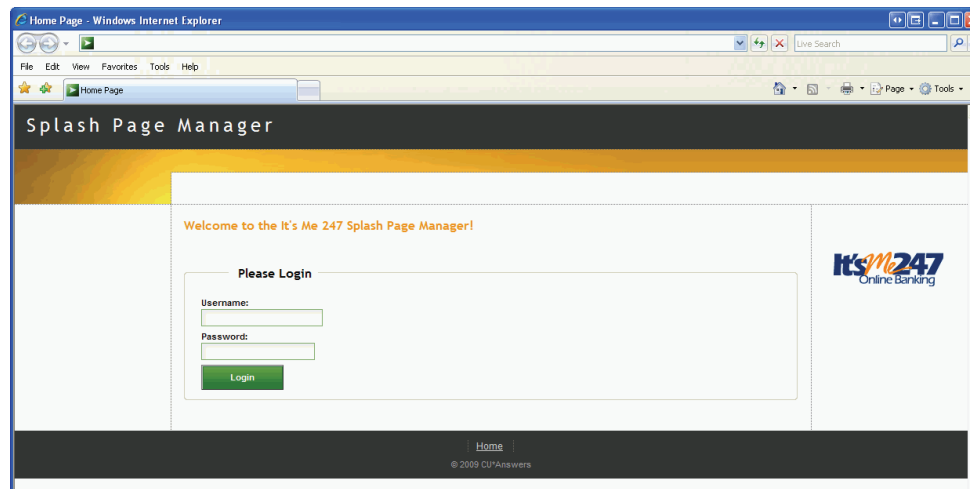 Home Page - Windows Internet Explorer
Live Search
File Edit View Favorites Tools Help
Home Page
Page Tools
Splash Page Manager
Welcome to the It's Me 247 Splash Page Manager!
Please Login
Username:
Password:
Login
It's Me 247
Online Banking
Home
© 2009 CU*Answers